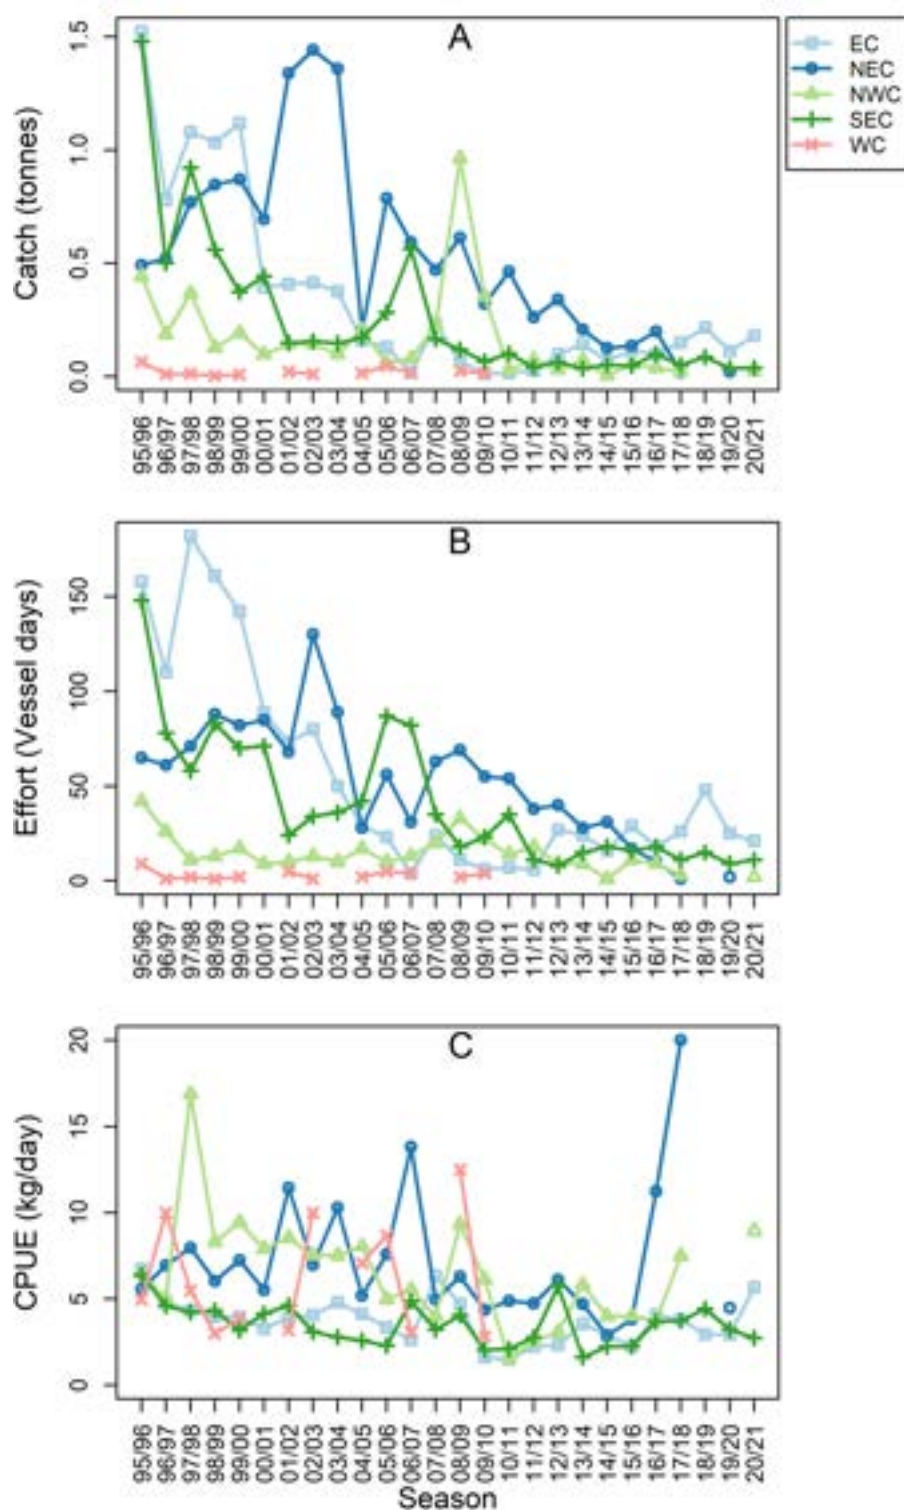 A
EC
NEC
NWC
SEC
WC
Catch (tonnes)
1.5
1.0
0.5
0.0
95/96 96/97 97/98 98/99 99/00 00/01 01/02 02/03 03/04 04/05 05/06 06/07 07/08 08/09 09/10 10/11 11/12 12/13 13/14 14/15 15/16 16/17 17/18 18/19 19/20 20/21
B
Effort (Vessel days)
150
100
50
0
95/96 96/97 97/98 98/99 99/00 00/01 01/02 02/03 03/04 04/05 05/06 06/07 07/08 08/09 09/10 10/11 11/12 12/13 13/14 14/15 15/16 16/17 17/18 18/19 19/20 20/21
C
CPUE (kg/day)
20
15
10
5
0
95/96 96/97 97/98 98/99 99/00 00/01 01/02 02/03 03/04 04/05 05/06 06/07 07/08 08/09 09/10 10/11 11/12 12/13 13/14 14/15 15/16 16/17 17/18 18/19 19/20 20/21
Season